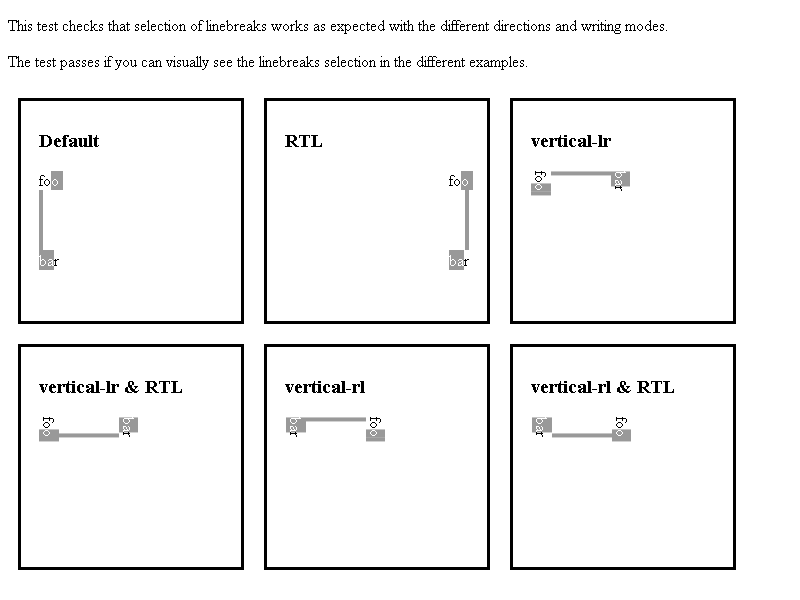 This test checks that selection of linebreaks works as expected with the different directions and writing modes.
The test passes if you can visually see the linebreaks selection in the different examples.
Default
foo
bar
RTL
foo
bar
vertical-lr
foo
bar
vertical-lr & RTL
foo
bar
vertical-rl
foo
bar
vertical-rl & RTL
foo
bar